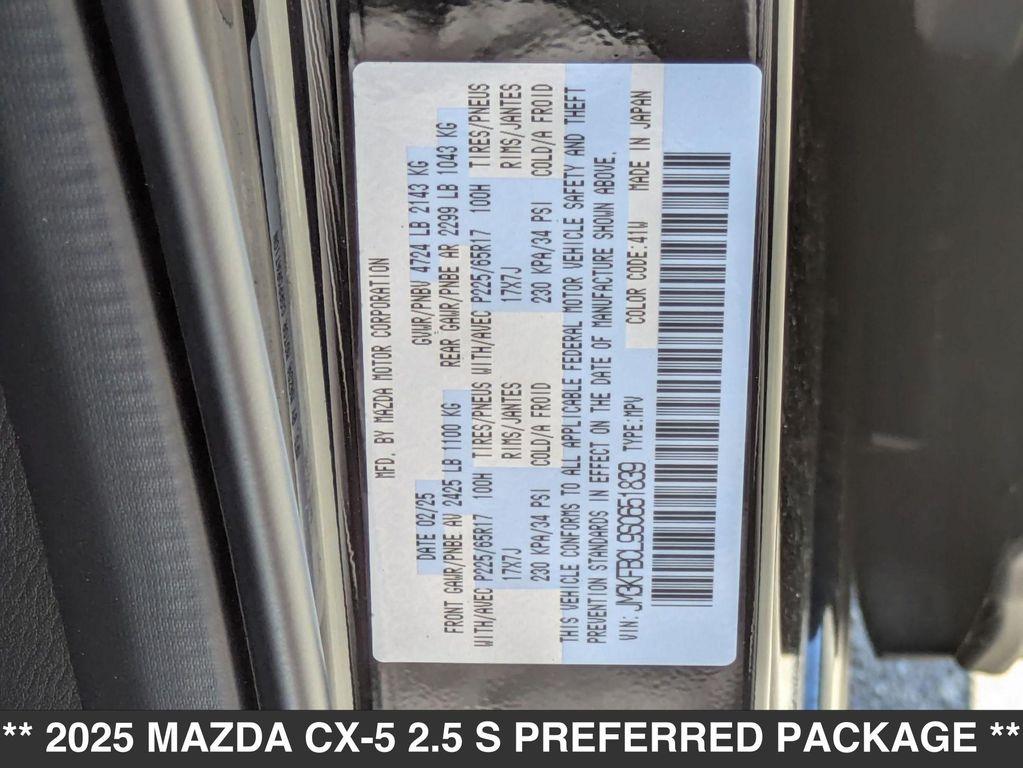 MFD. BY MAZDA MOTOR CORPORATION
DATE 02/25 GVWR/PNBV 4724 LB 2143 KG
FRONT GAWR/PNBE AV 2425 LB 1100 KG REAR GAWR/PNBE AR 2299 LB 1043 KG
WITH/AVEC P225/65R17 100H TIRES/PNEUS WITH/AVEC P225/65R17 100H TIRES/PNEUS
17X7J RIMS/JANTES 17X7J RIMS/JANTES
230 KPA/34 PSI COLD/A FROID 230 KPA/34 PSI COLD/A FROID
THIS VEHICLE CONFORMS TO ALL APPLICABLE FEDERAL MOTOR VEHICLE SAFETY AND THEFT
PREVENTION STANDARDS IN EFFECT ON THE DATE OF MANUFACTURE SHOWN ABOVE.
VIN: JM3KFBCL9S0651839 TYPE:MPV COLOR CODE:41W MADE IN JAPAN
** 2025 MAZDA CX-5 2.5 S PREFERRED PACKAGE **